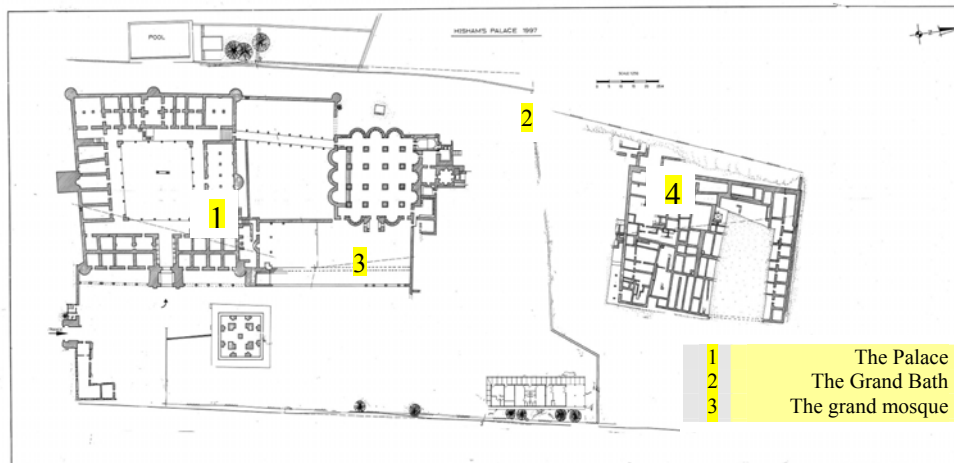 POOL
HISHAM'S PALACE 1997
2
1
4
3
1 The Palace
2 The Grand Bath
3 The grand mosque